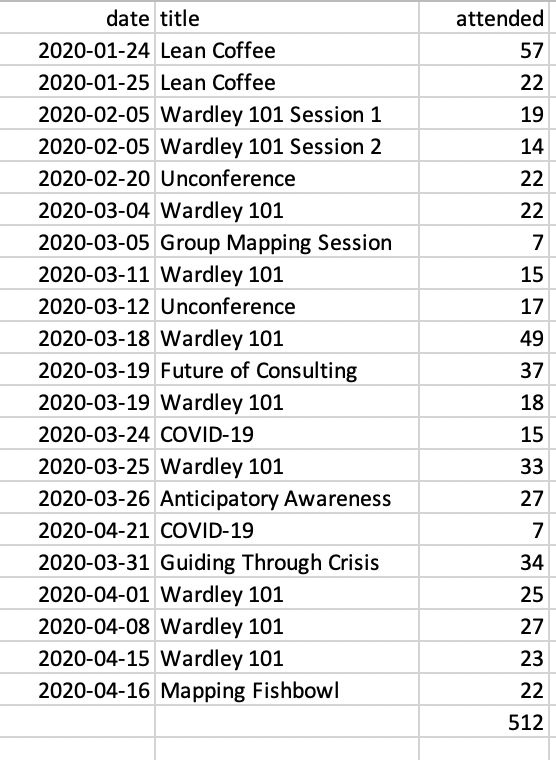 date title attended
2020-01-24 Lean Coffee 57
2020-01-25 Lean Coffee 22
2020-02-05 Wardley 101 Session 1 19
2020-02-05 Wardley 101 Session 2 14
2020-02-20 Unconference 22
2020-03-04 Wardley 101 22
2020-03-05 Group Mapping Session 7
2020-03-11 Wardley 101 15
2020-03-12 Unconference 17
2020-03-18 Wardley 101 49
2020-03-19 Future of Consulting 37
2020-03-19 Wardley 101 18
2020-03-24 COVID-19 15
2020-03-25 Wardley 101 33
2020-03-26 Anticipatory Awareness 27
2020-04-21 COVID-19 7
2020-03-31 Guiding Through Crisis 34
2020-04-01 Wardley 101 25
2020-04-08 Wardley 101 27
2020-04-15 Wardley 101 23
2020-04-16 Mapping Fishbowl 22
512